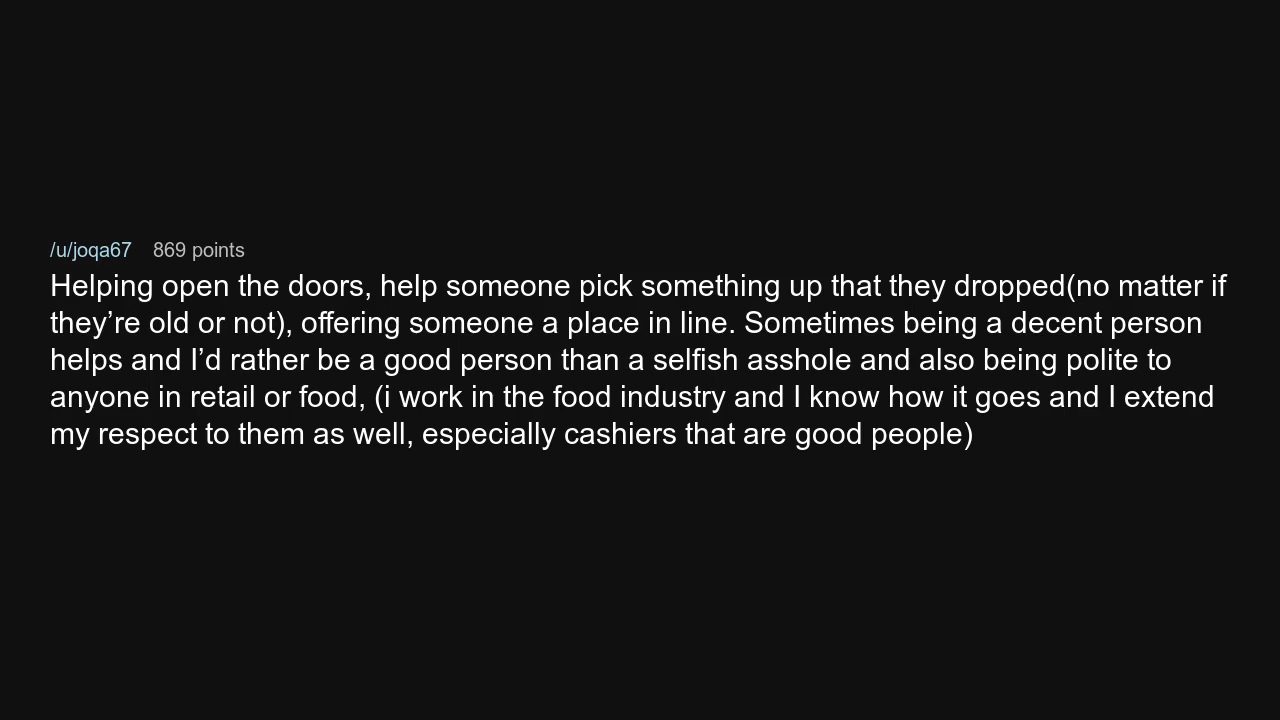 /u/joqa67 869 points
Helping open the doors, help someone pick something up that they dropped(no matter if
they’re old or not), offering someone a place in line. Sometimes being a decent person
helps and I’d rather be a good person than a selfish asshole and also being polite to
anyone in retail or food, (i work in the food industry and I know how it goes and I extend
my respect to them as well, especially cashiers that are good people)